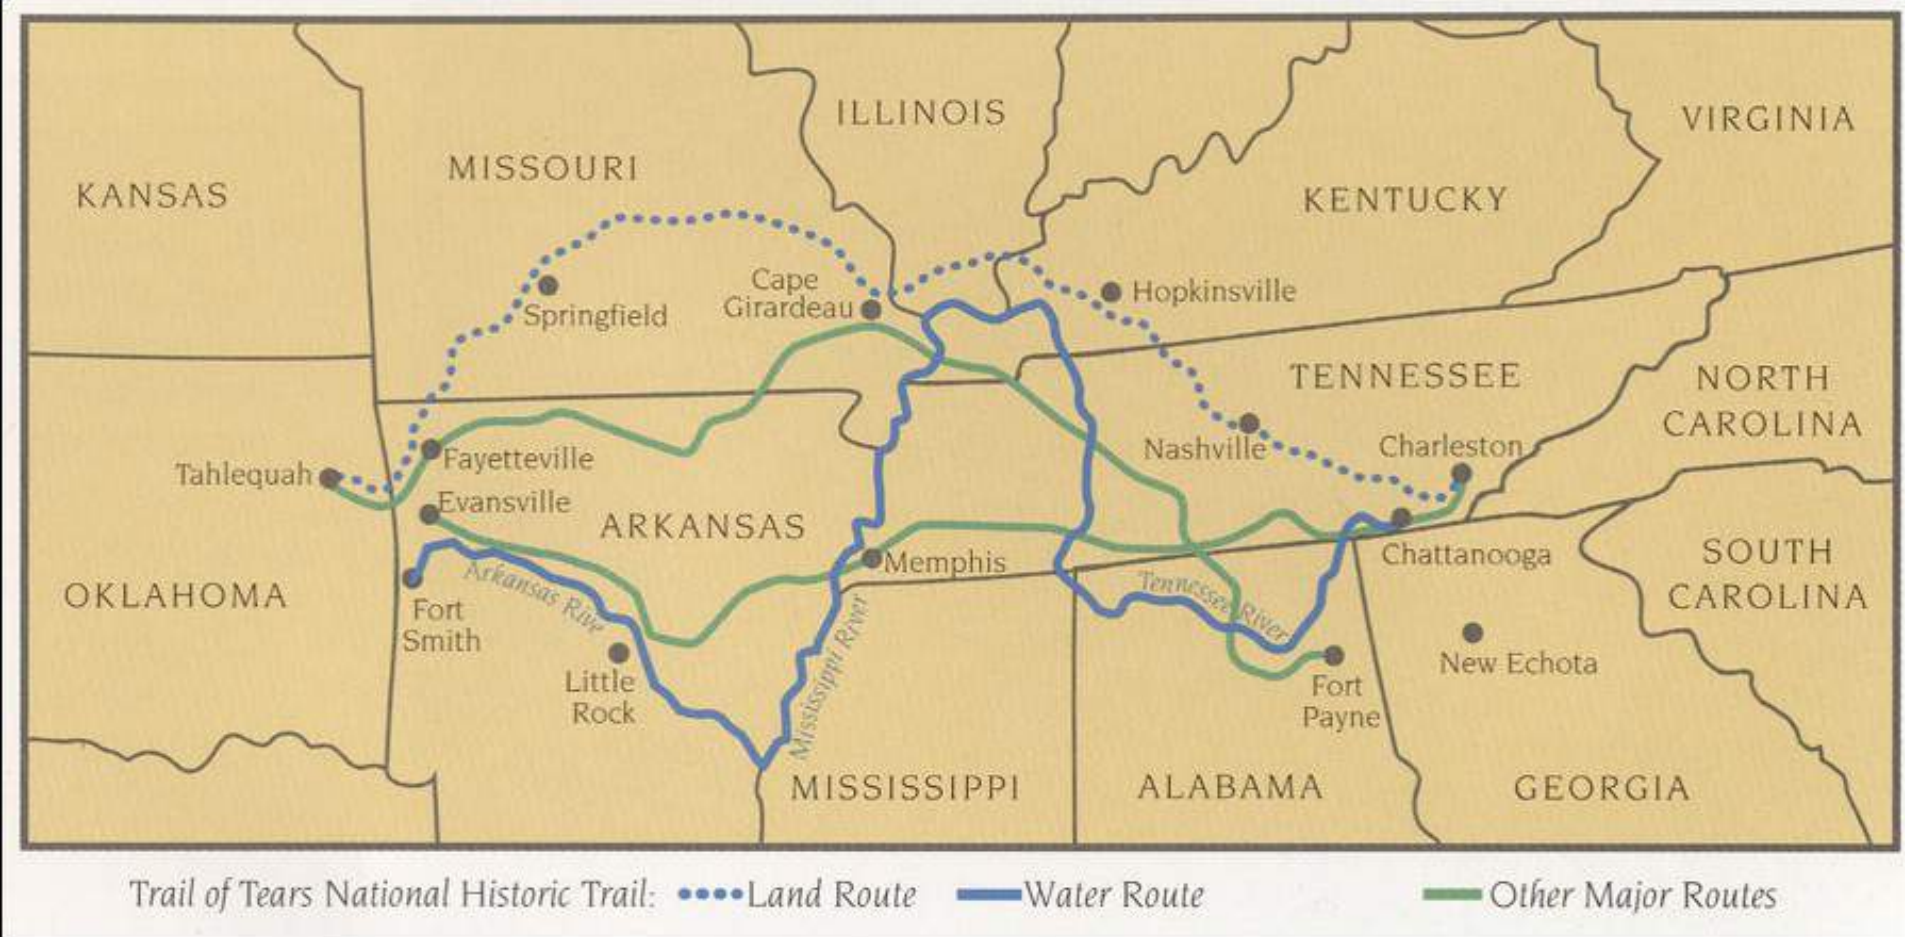 ILLINOIS
VIRGINIA
MISSOURI
KANSAS
KENTUCKY
Cape
Girardeau
Hopkinsville
Springfield
TENNESSEE
NORTH
CAROLINA
Nashville
Charleston
Fayetteville
Tahlequah
Evansville
ARKANSAS
Memphis
Chattanooga
SOUTH
CAROLINA
OKLAHOMA
Arkansas Rive
Tennessee River
Fort
Smith
Mississippi River
New Echota
Little
Rock
Fort
Payne
MISSISSIPPI
ALABAMA
GEORGIA
Trail of Tears National Historic Trail: Land Route Water Route Other Major Routes